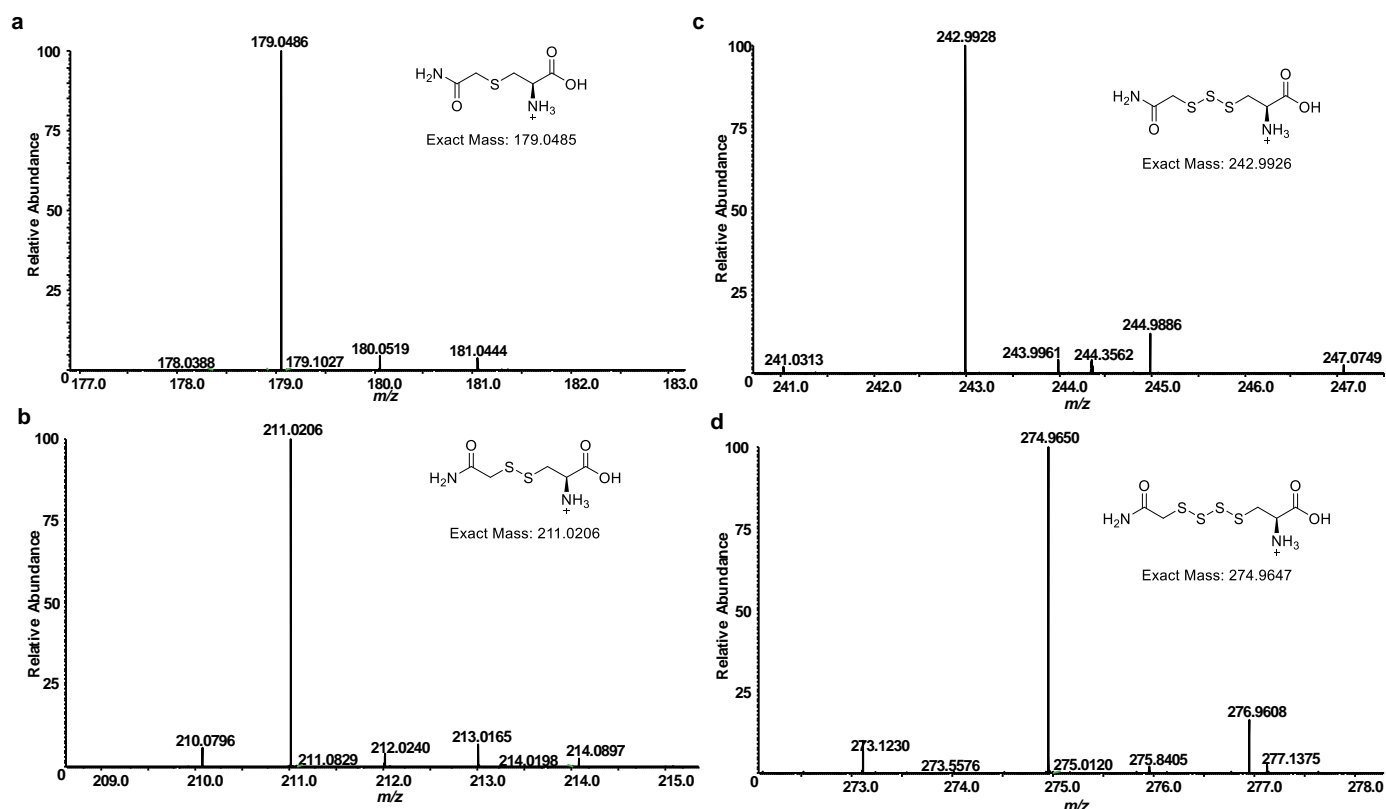 a
Relative Abundance
100
75
50
25
0
179.0486
178.0388
179.1027
180.0519
181.0444
177.0 178.0 179.0 180.0 181.0 182.0 183.0
m/z
O
H2N S OH
O NH3
+
Exact Mass: 179.0485
b
Relative Abundance
100
75
50
25
0
211.0206
210.0796
211.0829
212.0240
213.0165
214.0198
214.0897
209.0 210.0 211.0 212.0 213.0 214.0 215.0
m/z
O O
H2N S S OH
NH3
+
Exact Mass: 211.0206
c
Relative Abundance
100
75
50
25
0
242.9928
241.0313
243.9961
244.3562
244.9886
247.0749
241.0 242.0 243.0 244.0 245.0 246.0 247.0
m/z
O
H2N S S S OH
O NH3
+
Exact Mass: 242.9926
d
Relative Abundance
100
75
50
25
0
274.9650
273.1230
273.5576
275.0120
275.8405
276.9608
277.1375
273.0 274.0 275.0 276.0 277.0 278.0
m/z
O O
H2N S S S S OH
NH3
+
Exact Mass: 274.9647